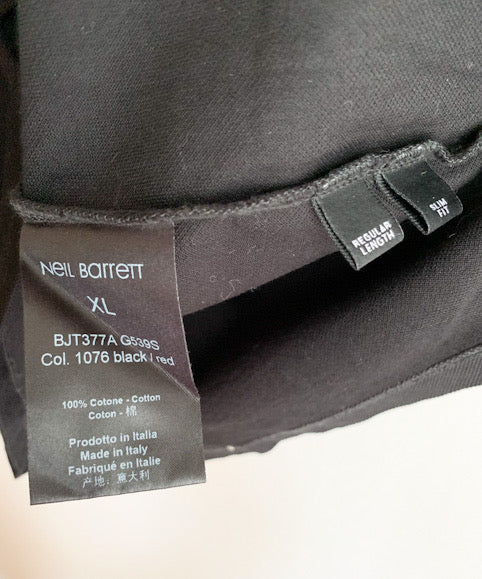 NEIL BARRETT
XL
BJT377A G539S
Col. 1076 black / red
100% Cotone - Cotton
Coton - 棉
Prodotto in Italia
Made in Italy
Fabriqué en Italie
产地: 意大利
REGULAR
LENGTH
SLIM
FIT